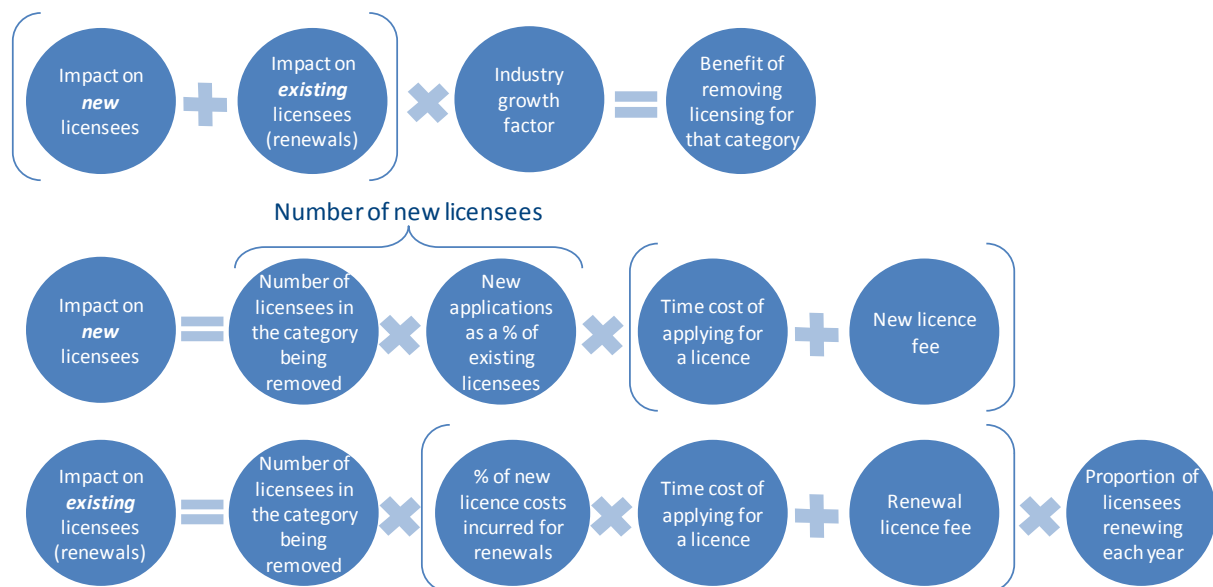 Impact on
new
licensees
Impact on
existing
licensees
(renewals)
Industry
growth
factor
Benefit of
removing
licensing for
that category
Number of new licensees
Impact on
new
licensees
Number of
licensees in
the category
being
removed
New
applications
as a % of
existing
licensees
Time cost of
applying for
a licence
New licence
fee
Impact on
existing
licensees
(renewals)
Number of
licensees in
the category
being
removed
% of new
licence costs
incurred for
renewals
Time cost of
applying for
a licence
Renewal
licence fee
Proportion of
licensees
renewing
each year